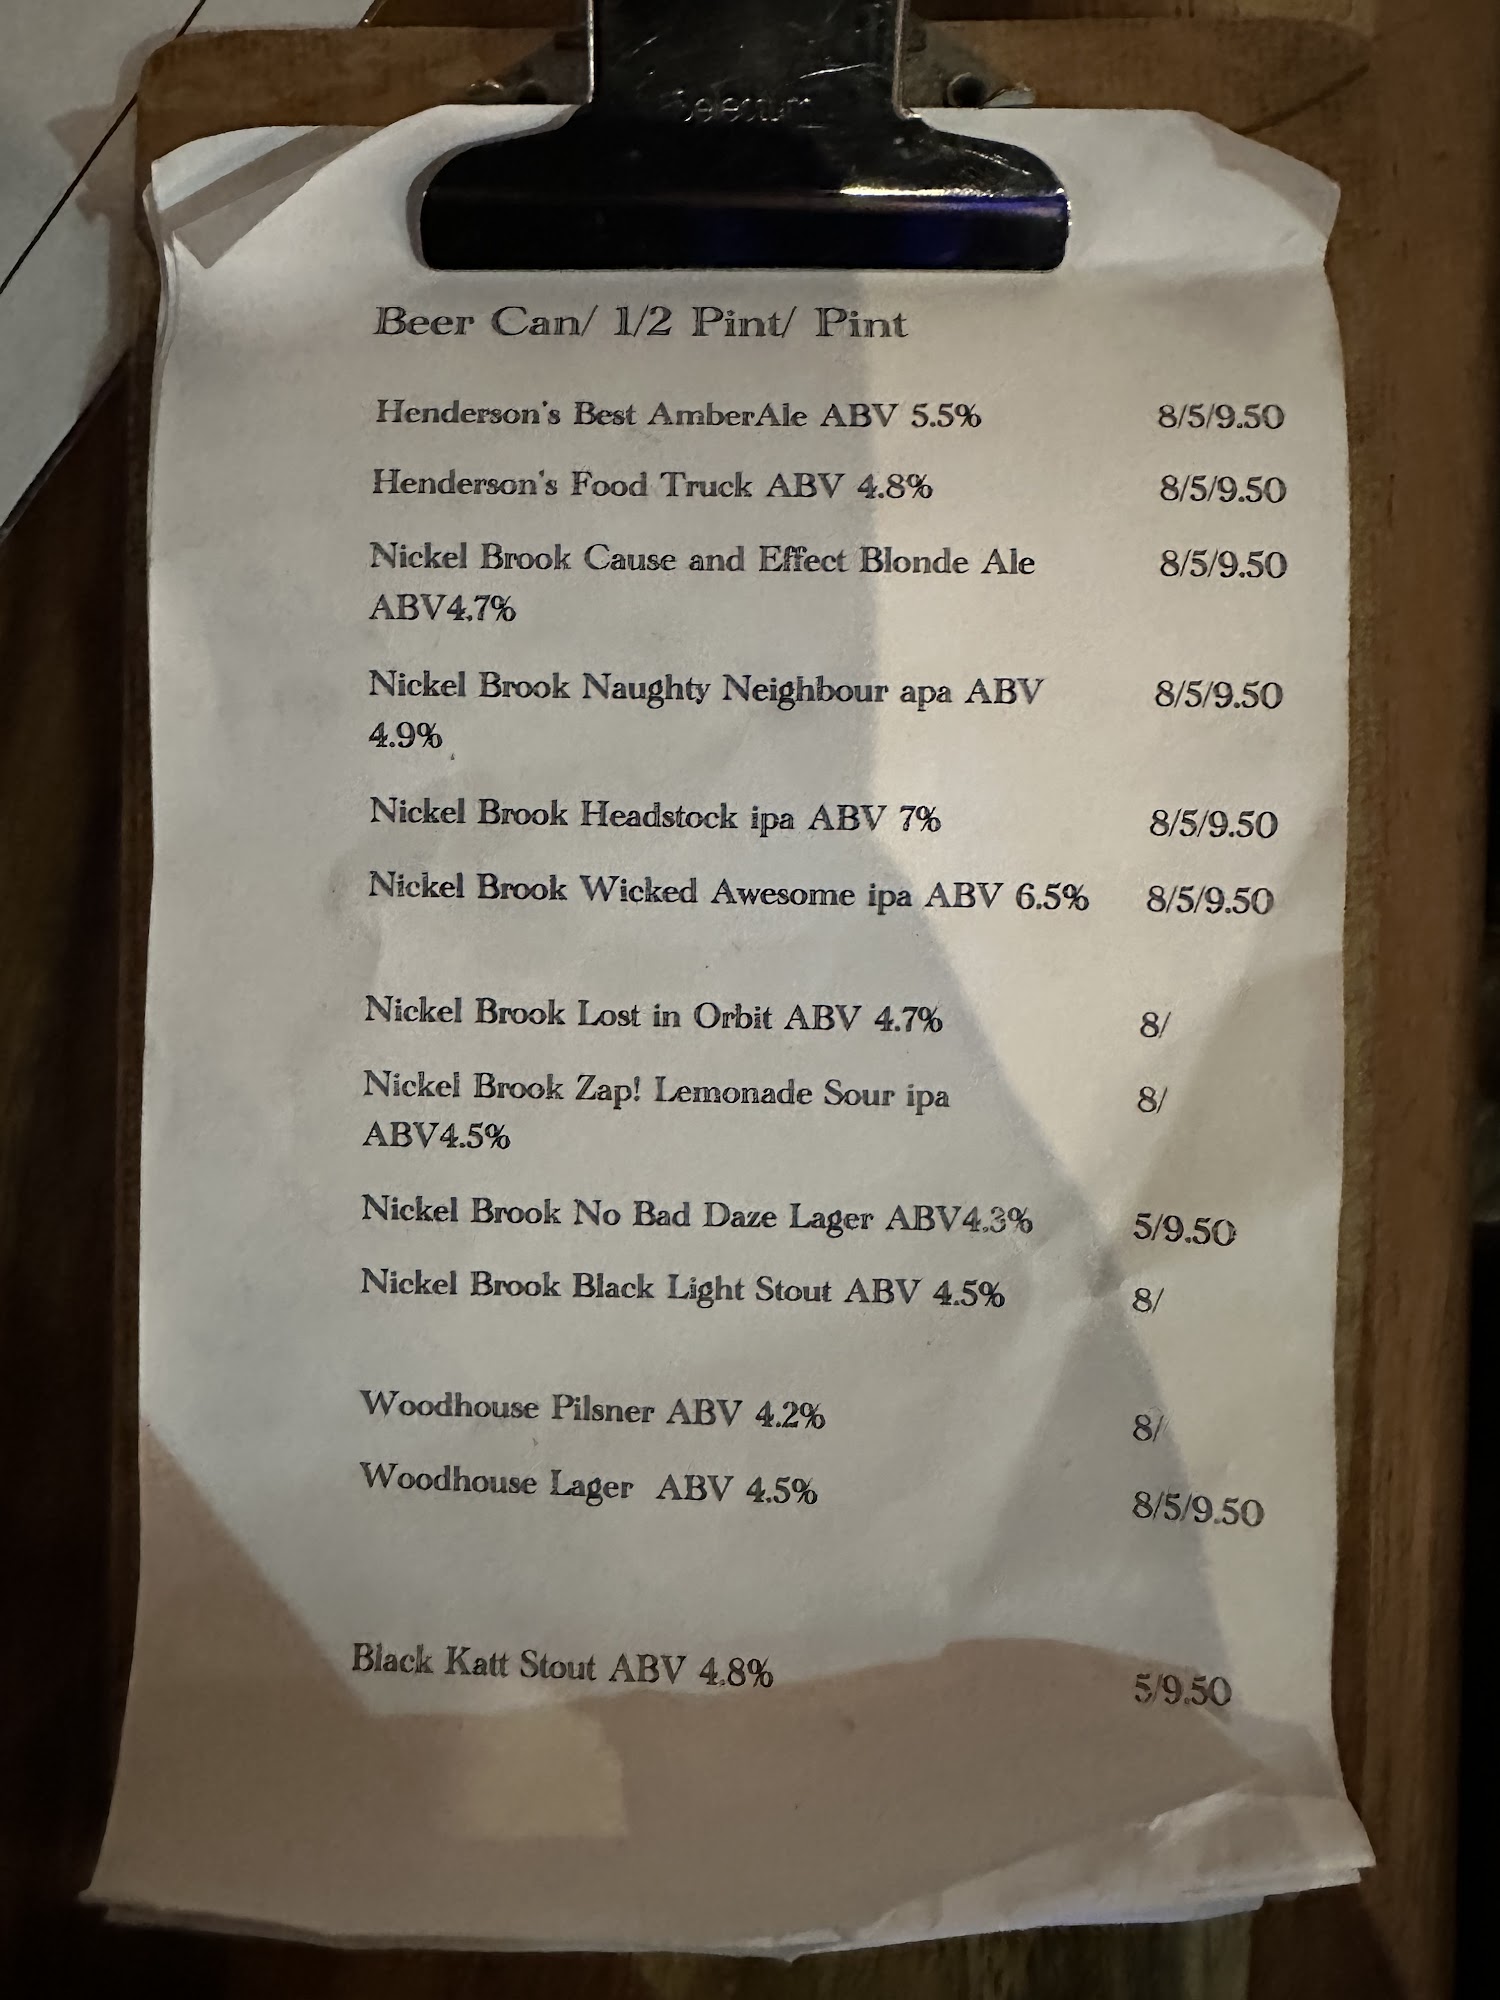 Beer Can/ 1/2 Pint/ Pint
Henderson's Best AmberAle ABV 5.5% 8/5/9.50
Henderson's Food Truck ABV 4.8% 8/5/9.50
Nickel Brook Cause and Effect Blonde Ale 8/5/9.50
ABV4.7%
Nickel Brook Naughty Neighbour apa ABV 8/5/9.50
4.9%
Nickel Brook Headstock ipa ABV 7% 8/5/9.50
Nickel Brook Wicked Awesome ipa ABV 6.5% 8/5/9.50
Nickel Brook Lost in Orbit ABV 4.7% 8/
Nickel Brook Zap! Lemonade Sour ipa 8/
ABV4.5%
Nickel Brook No Bad Daze Lager ABV4.3% 5/9.50
Nickel Brook Black Light Stout ABV 4.5% 8/
Woodhouse Pilsner ABV 4.2% 8/
Woodhouse Lager ABV 4.5% 8/5/9.50
Black Katt Stout ABV 4.8% 5/9.50